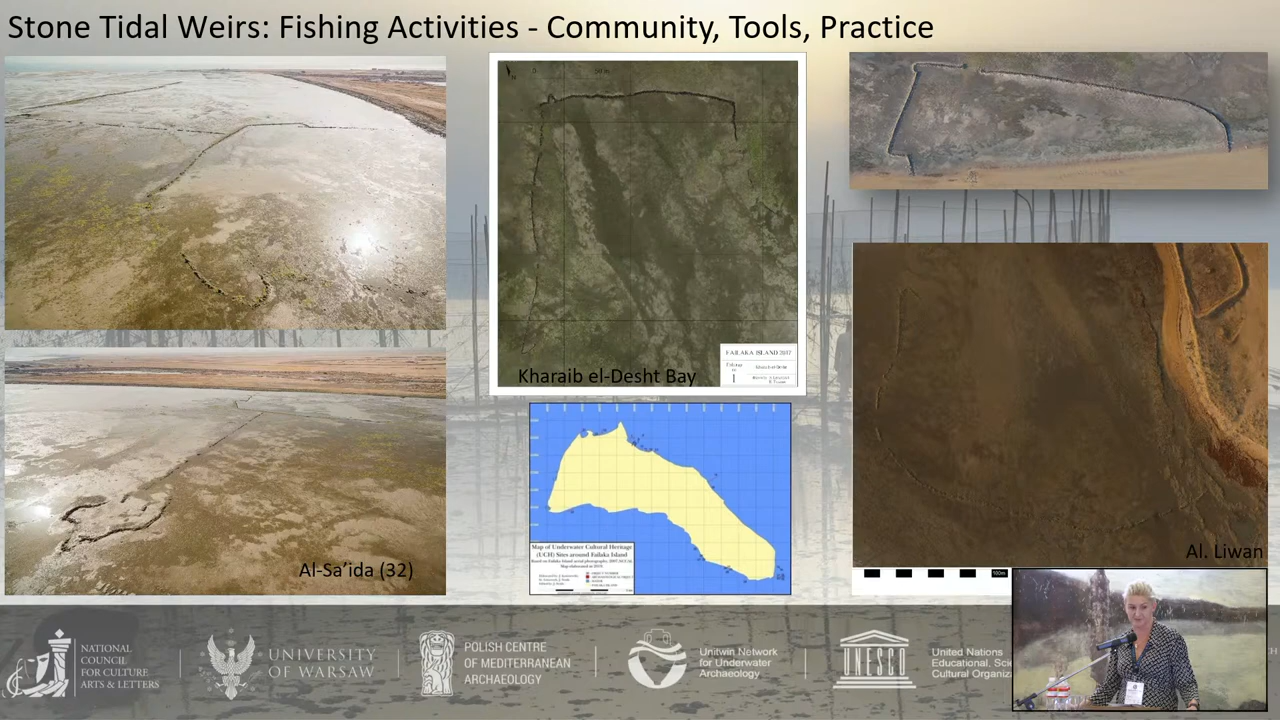 Stone Tidal Weirs: Fishing Activities - Community, Tools, Practice
Kharaib el-Desht Bay
FAILAKA ISLAND 2017
Al-Sa'ida (32)
Map of Underwater Cultural Heritage
(UCH) Sites around Failaka Island
Al. Liwan
100m
NATIONAL
COUNCIL
FOR CULTURE
ARTS & LETTERS
UNIVERSITY
OF WARSAW
POLISH CENTRE
OF MEDITERRANEAN
ARCHAEOLOGY
Unitwin Network
for Underwater
Archaeology
UNESCO
United Nations
Educational, Scie
Cultural Organiz